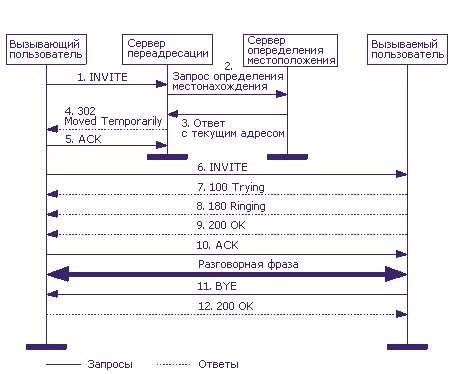 Вызывающий
пользователь
Сервер
переадресации
Сервер
определения
местоположения
Вызываемый
пользователь
1. INVITE
2.
Запрос определения
местонахождения
3. Ответ
с текущим адресом
4. 302
Moved Temporarily
5. ACK
6. INVITE
7. 100 Trying
8. 180 Ringing
9. 200 OK
10. ACK
Разговорная фраза
11. BYE
12. 200 OK
Запросы
Ответы